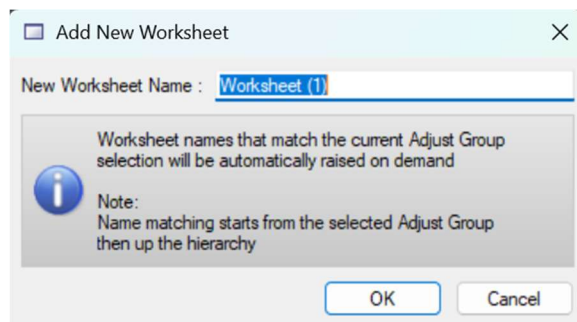 Add New Worksheet
New Worksheet Name : Worksheet (1)
Worksheet names that match the current Adjust Group
selection will be automatically raised on demand
Note:
Name matching starts from the selected Adjust Group
then up the hierarchy
OK Cancel